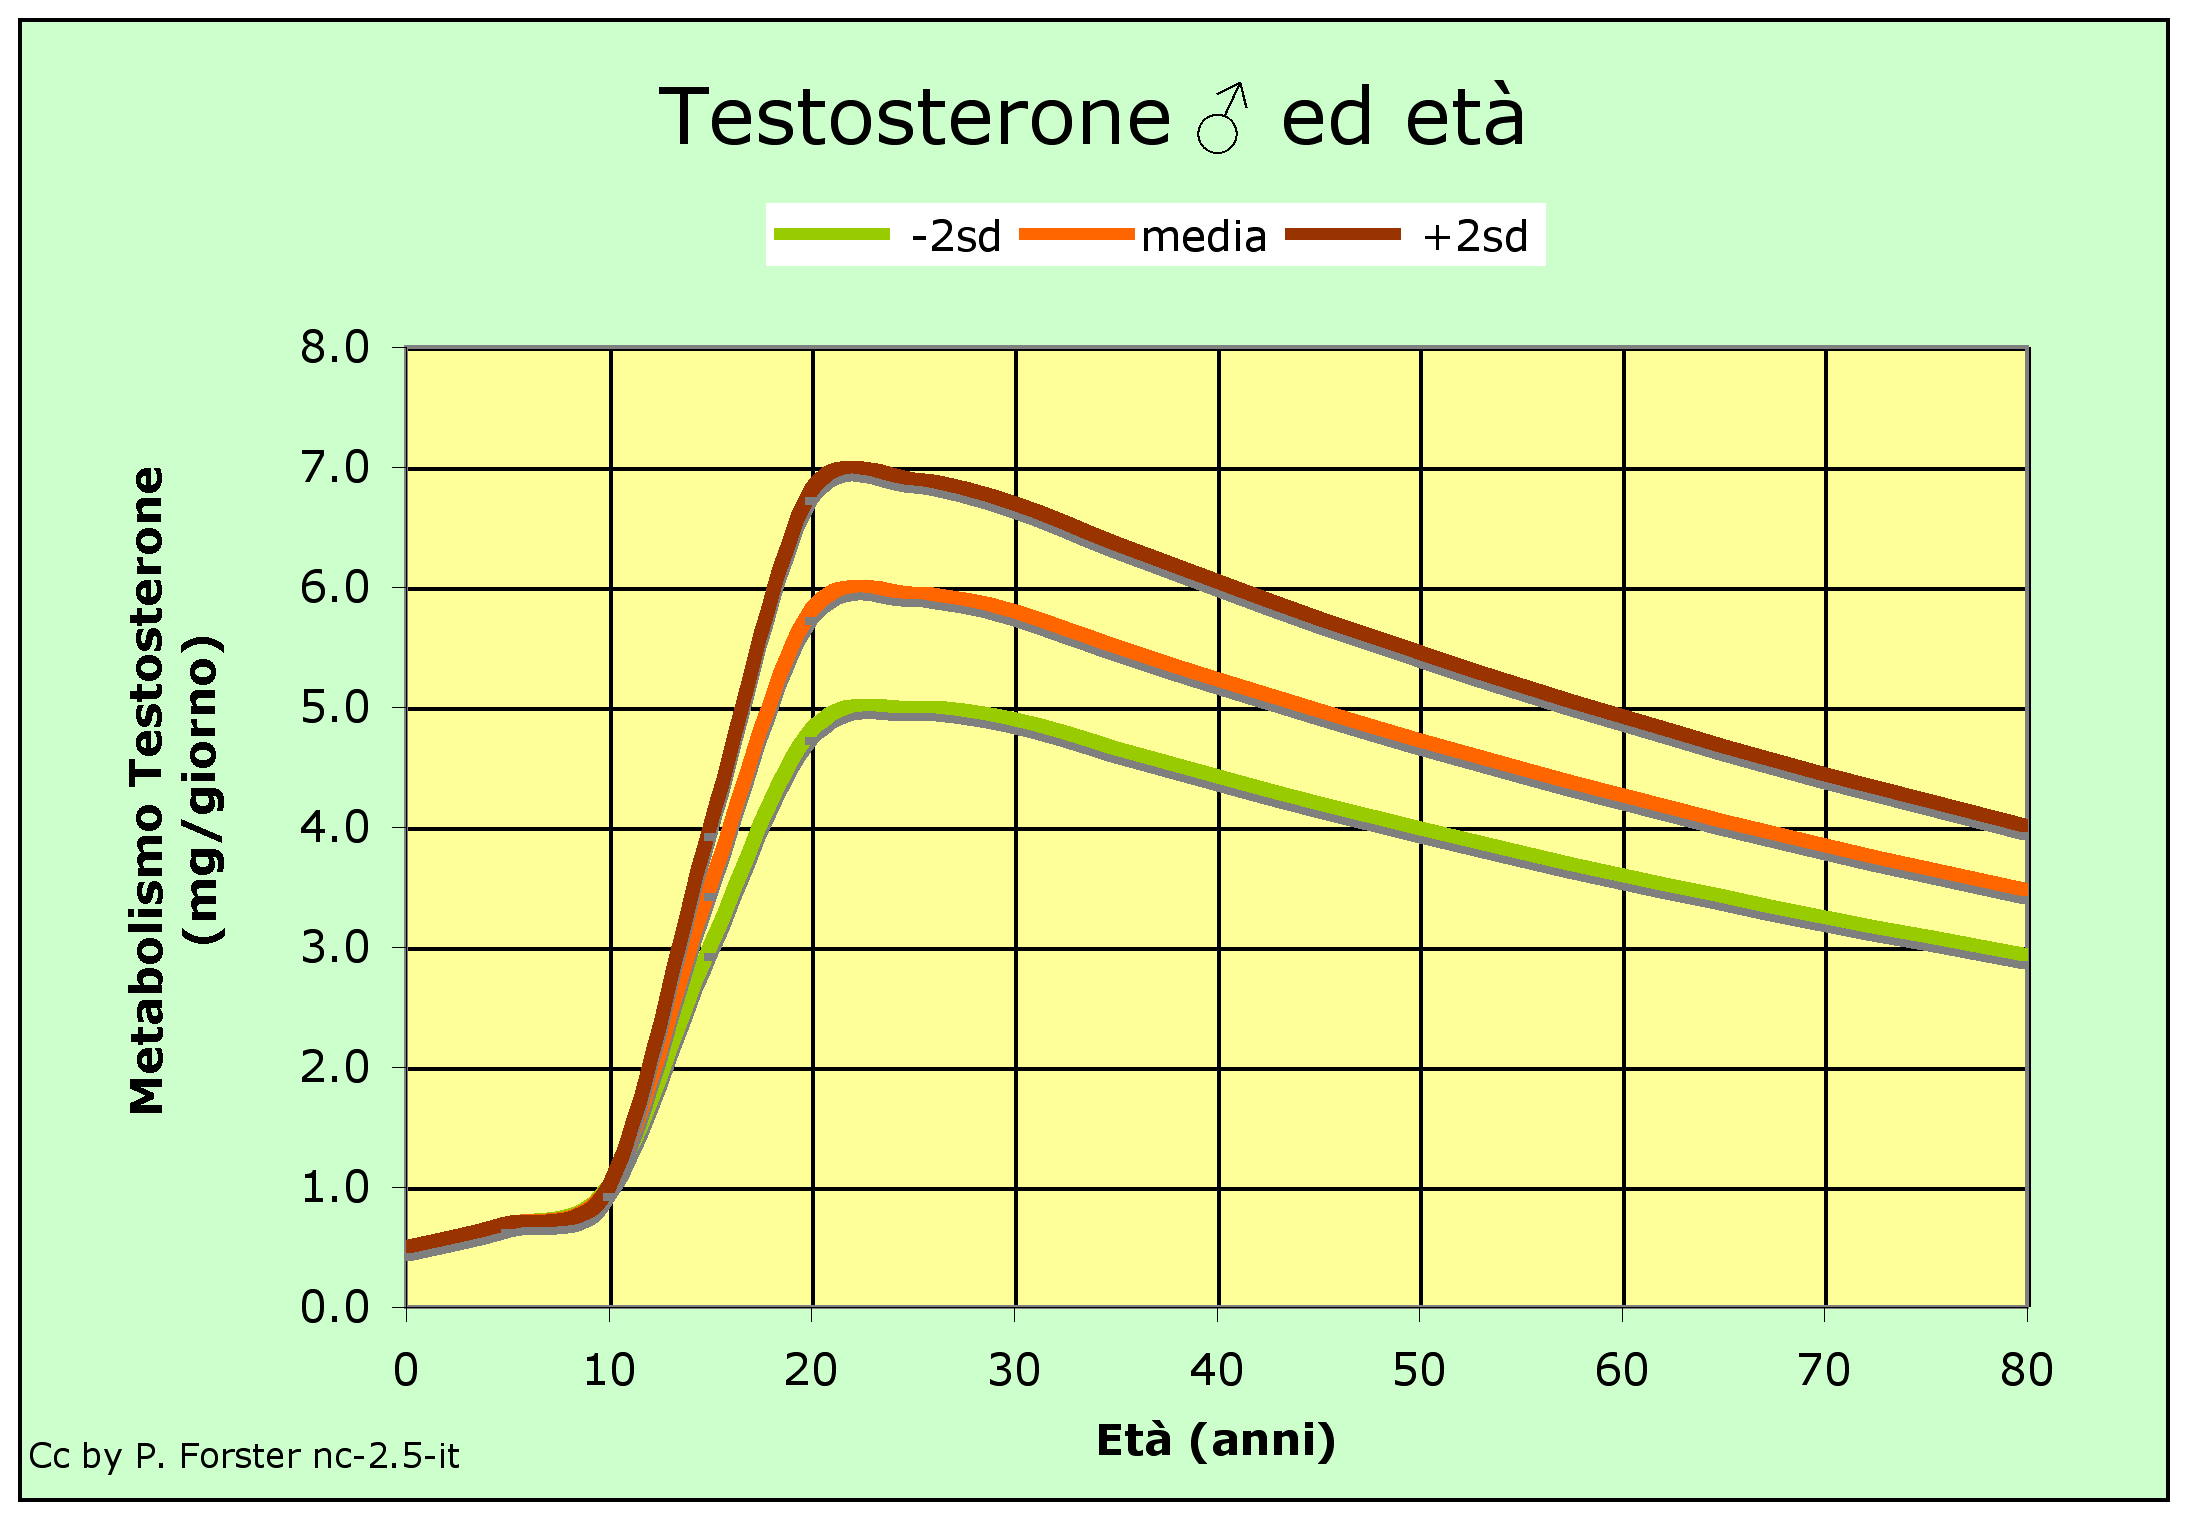 Testosterone ♂ ed età
-2sd media +2sd
8.0
7.0
6.0
5.0
4.0
3.0
2.0
1.0
0.0
Metabolismo Testosterone
(mg/giorno)
0 10 20 30 40 50 60 70 80
Età (anni)
Cc by P. Forster nc-2.5-it